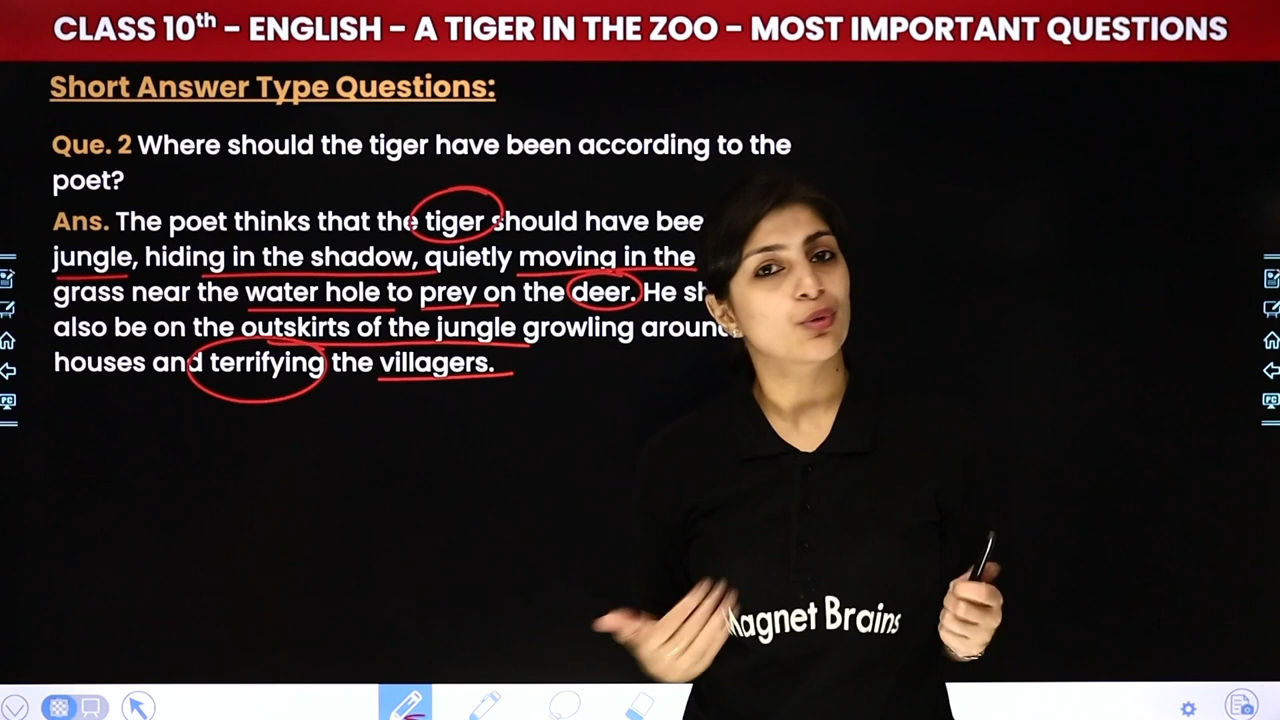 CLASS 10th - ENGLISH - A TIGER IN THE ZOO - MOST IMPORTANT QUESTIONS
Short Answer Type Questions:
Que. 2 Where should the tiger have been according to the
poet?
Ans. The poet thinks that the tiger should have bee
jungle, hiding in the shadow, quietly moving in the
grass near the water hole to prey on the deer. He sh
also be on the outskirts of the jungle growling aroun
houses and terrifying the villagers.
Magnet Brains
PC
PC